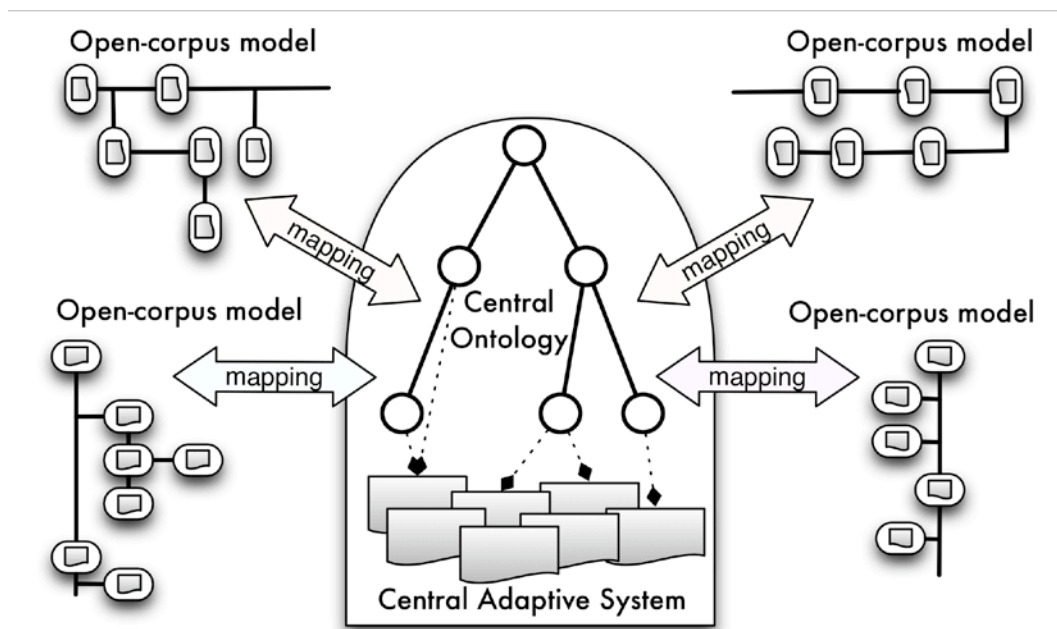 Open-corpus model
Open-corpus model
mapping
mapping
Central
Ontology
Open-corpus model
Open-corpus model
mapping
mapping
Central Adaptive System